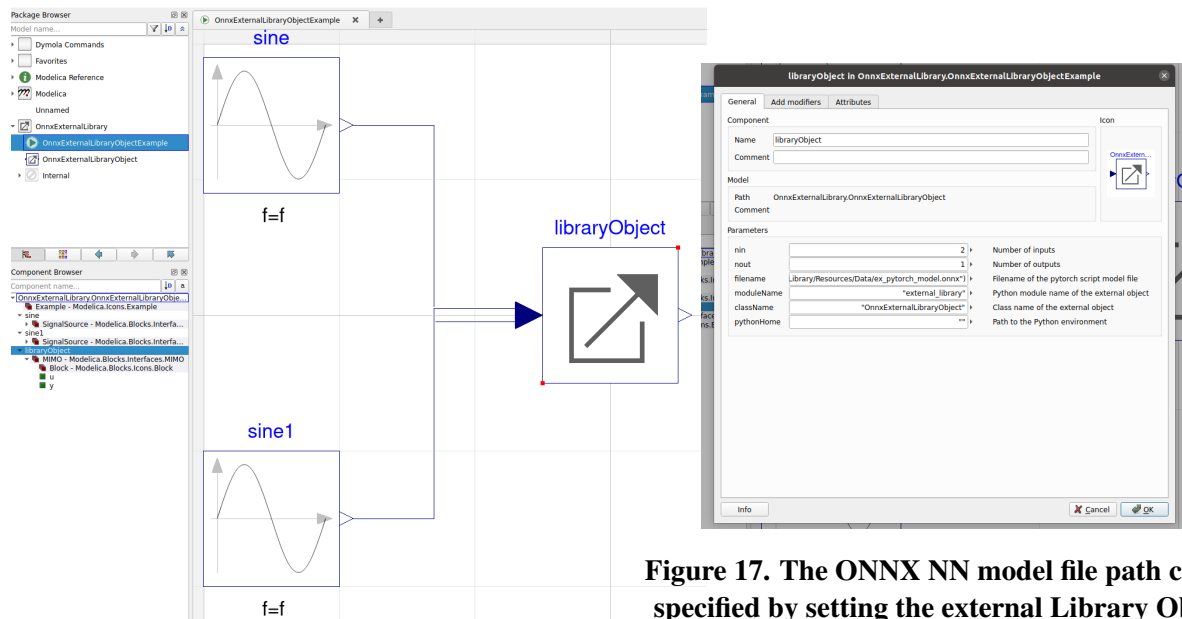 Package Browser
Model name...
Dymola Commands
Favorites
Modelica Reference
Modelica
Unnamed
OnnxExternalLibrary
OnnxExternalLibraryObjectExample
OnnxExternalLibraryObject
Internal
Component Browser
Component name...
OnnxExternalLibrary.OnnxExternalLibraryObje...
Example - Modelica.Icons.Example
sine
SignalSource - Modelica.Blocks.Interfa...
sine1
SignalSource - Modelica.Blocks.Interfa...
libraryObject
MIMO - Modelica.Blocks.Interfaces.MIMO
Block - Modelica.Blocks.Icons.Block
u
y
OnnxExternalLibraryObjectExample
sine
f=f
libraryObject
sine1
f=f
libraryObject in OnnxExternalLibrary.OnnxExternalLibraryObjectExample
General Add modifiers Attributes
Component Icon
Name libraryObject
Comment
OnnxExtern...
Model
Path OnnxExternalLibrary.OnnxExternalLibraryObject
Comment
Parameters
nin 2 Number of inputs
nout 1 Number of outputs
filename .ibrary/Resources/Data/ex_pytorch_model.onnx") Filename of the pytorch script model file
moduleName "external_library" Python module name of the external object
className "OnnxExternalLibraryObject" Class name of the external object
pythonHome "" Path to the Python environment
Info Cancel OK
Figure 17. The ONNX NN model file path c
specified by setting the external Library Ob